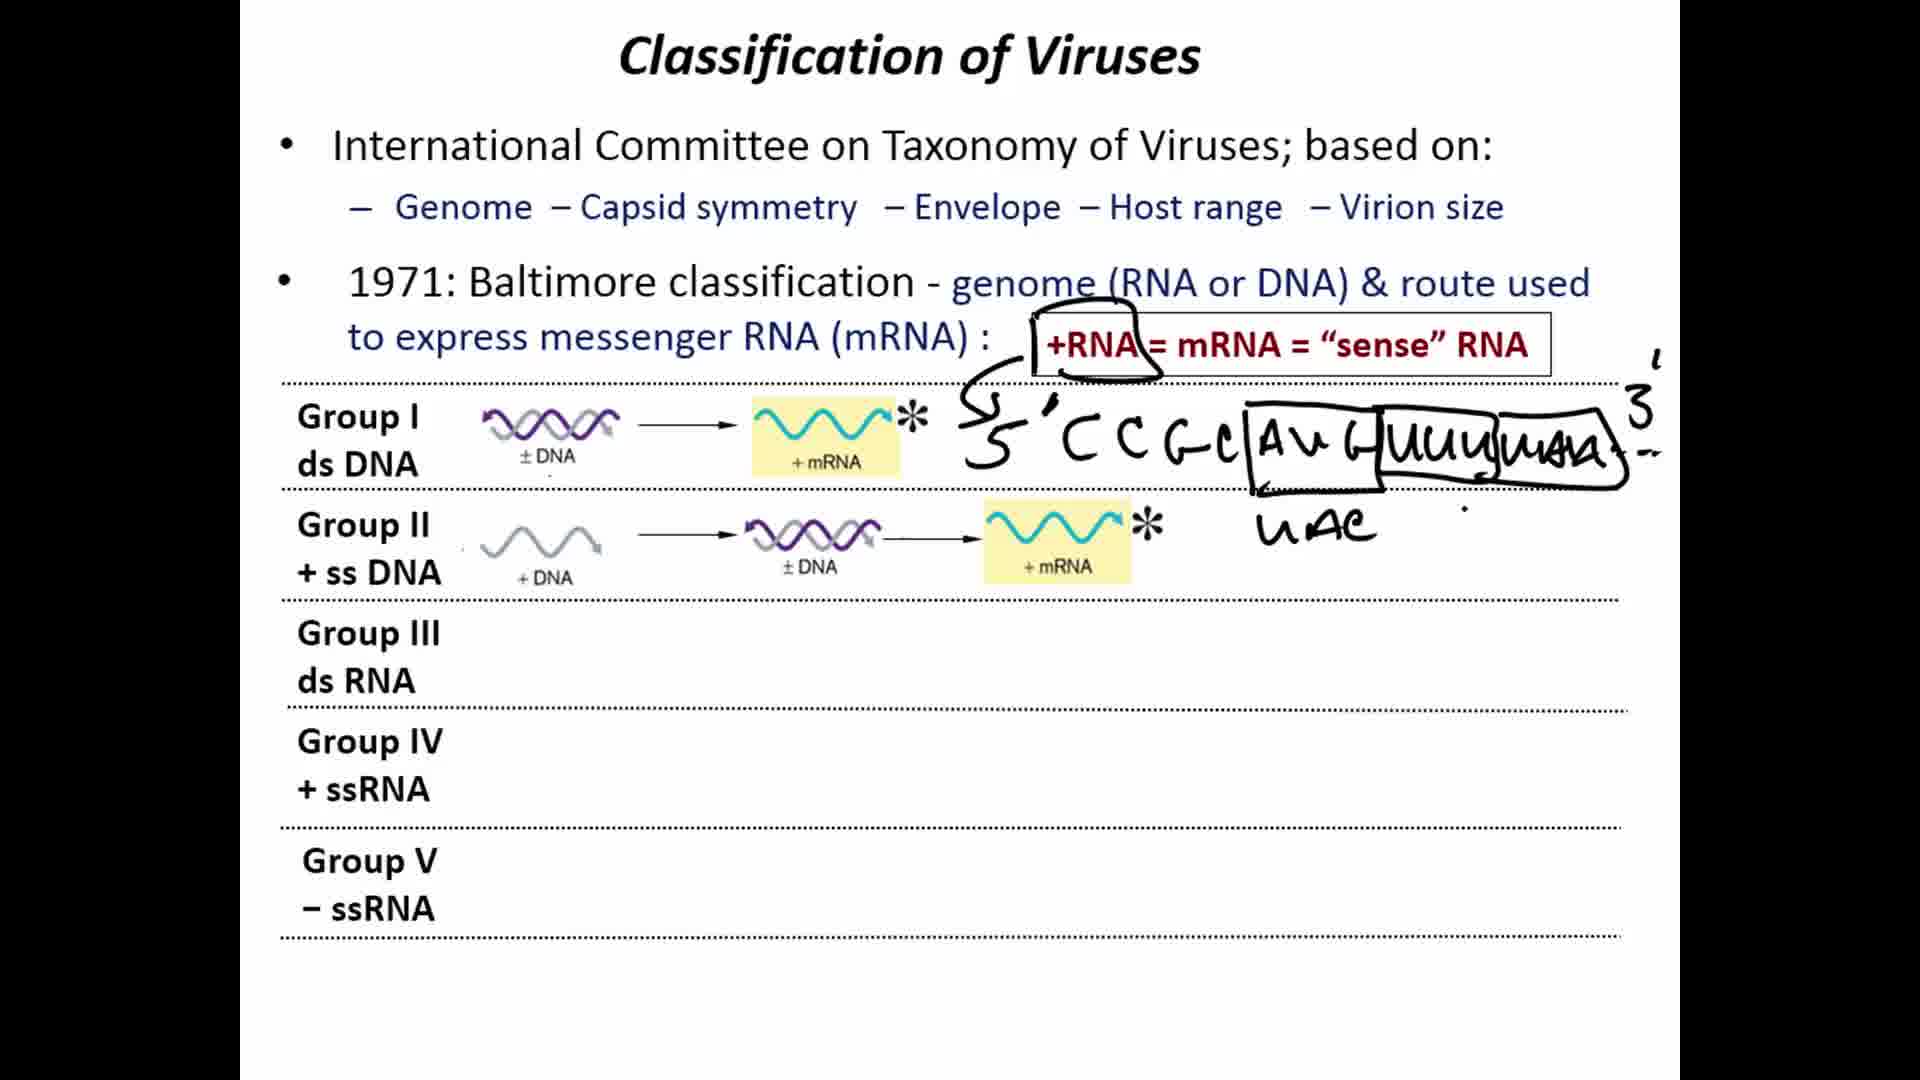 Classification of Viruses
• International Committee on Taxonomy of Viruses; based on:
– Genome – Capsid symmetry – Envelope – Host range – Virion size
• 1971: Baltimore classification - genome (RNA or DNA) & route used
to express messenger RNA (mRNA) :
+RNA = mRNA = “sense” RNA
Group I
ds DNA
± DNA
+ mRNA
*
5' CCGC AUG UUU UAA -- 3'
UAC
Group II
+ ss DNA
+ DNA
± DNA
+ mRNA
*
Group III
ds RNA
Group IV
+ ssRNA
Group V
− ssRNA